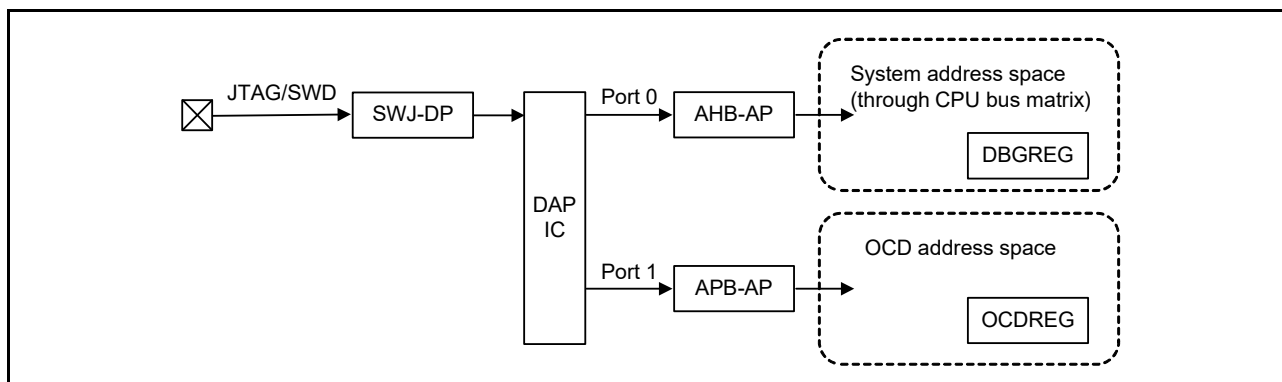 JTAG/SWD
SWJ-DP
DAP
IC
Port 0
AHB-AP
System address space
(through CPU bus matrix)
DBGREG
Port 1
APB-AP
OCD address space
OCDREG